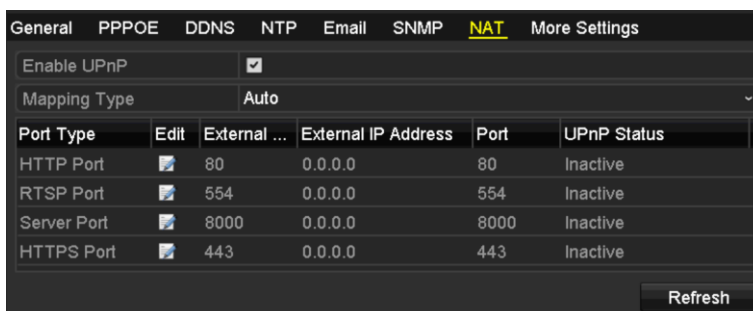 General PPPOE DDNS NTP Email SNMP NAT More Settings
Enable UPnP
Mapping Type Auto
Port Type Edit External ... External IP Address Port UPnP Status
HTTP Port 80 0.0.0.0 80 Inactive
RTSP Port 554 0.0.0.0 554 Inactive
Server Port 8000 0.0.0.0 8000 Inactive
HTTPS Port 443 0.0.0.0 443 Inactive
Refresh